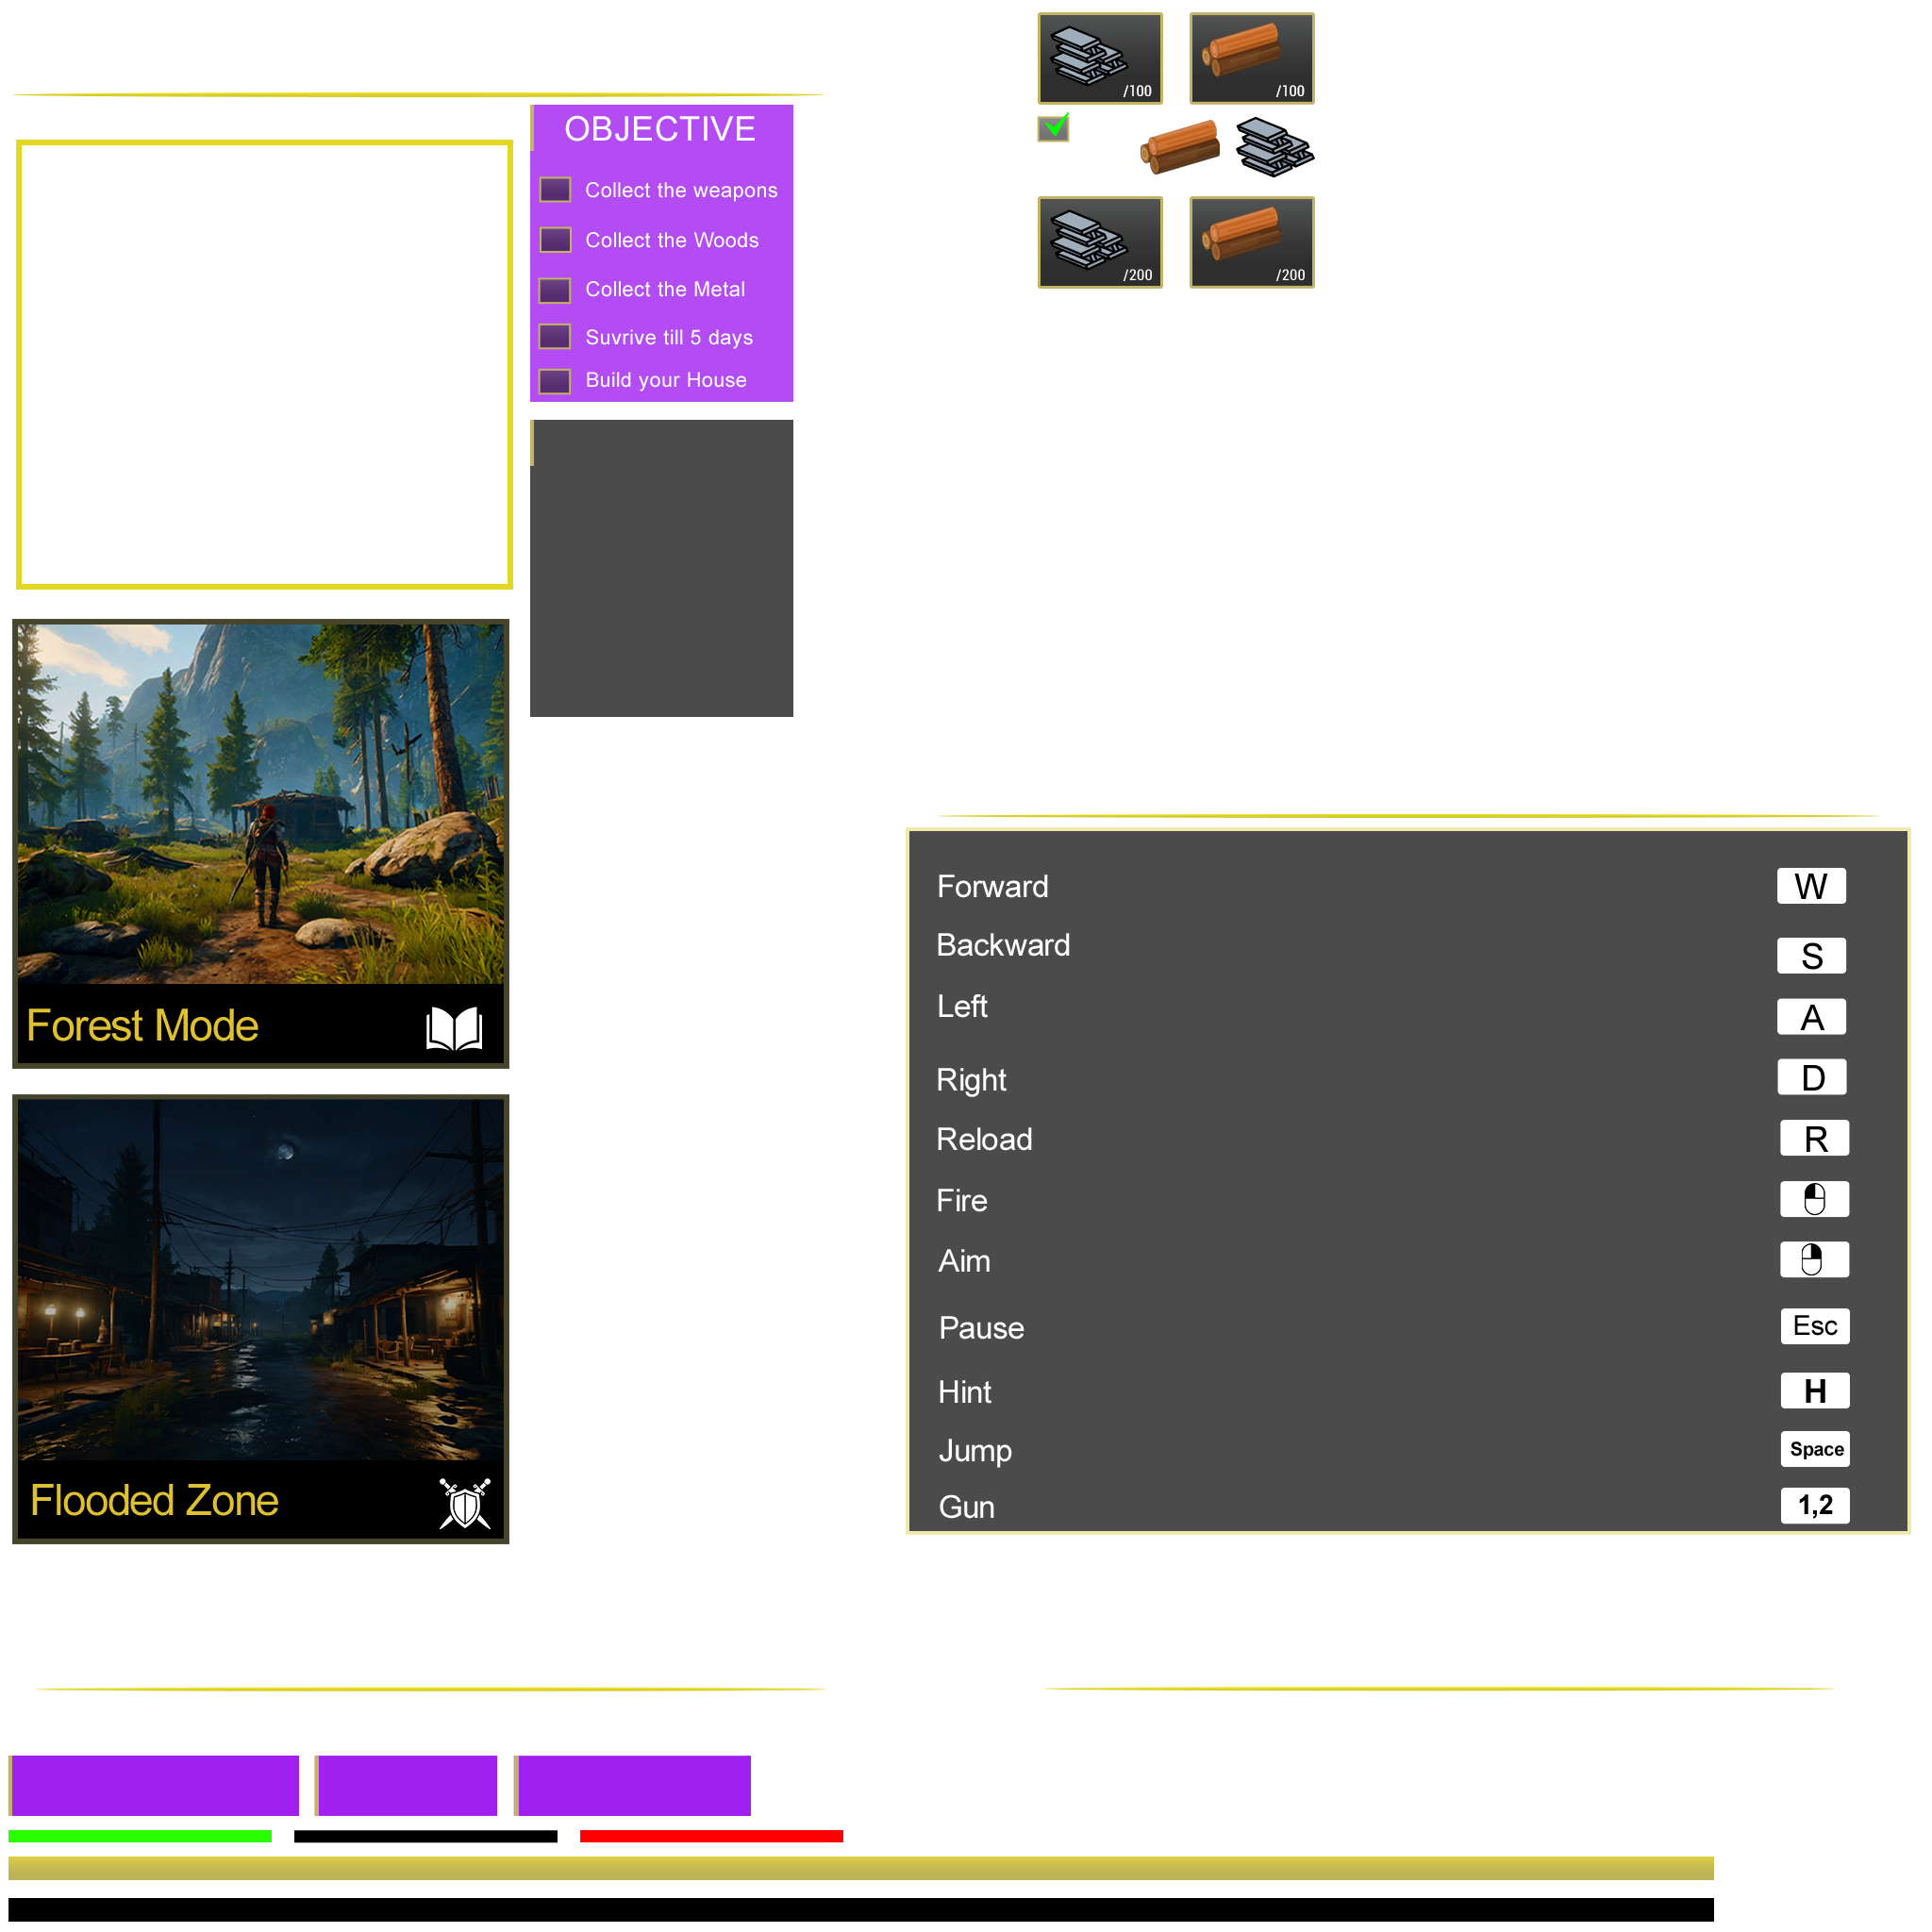 /100
/100
OBJECTIVE
Collect the weapons
Collect the Woods
Collect the Metal
Suvrive till 5 days
Build your House
/200
/200
Forest Mode
Flooded Zone
Forward W
Backward S
Left A
Right D
Reload R
Fire
Aim
Pause Esc
Hint H
Jump Space
Gun 1,2